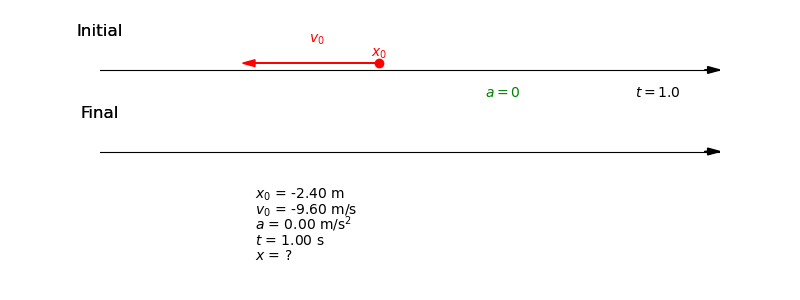 Initial
v₀
x₀
a = 0
t = 1.0
Final
x₀ = -2.40 m
v₀ = -9.60 m/s
a = 0.00 m/s²
t = 1.00 s
x = ?